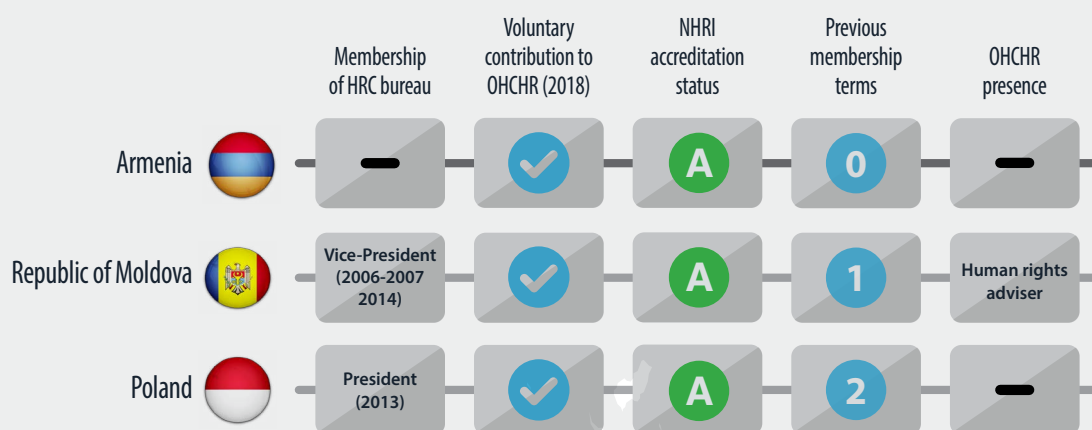 Membership
of HRC bureau
Voluntary
contribution to
OHCHR (2018)
NHRI
accreditation
status
Previous
membership
terms
OHCHR
presence
Armenia
A
0
Republic of Moldova
Vice-President
(2006-2007
2014)
A
1
Human rights
adviser
Poland
President
(2013)
A
2